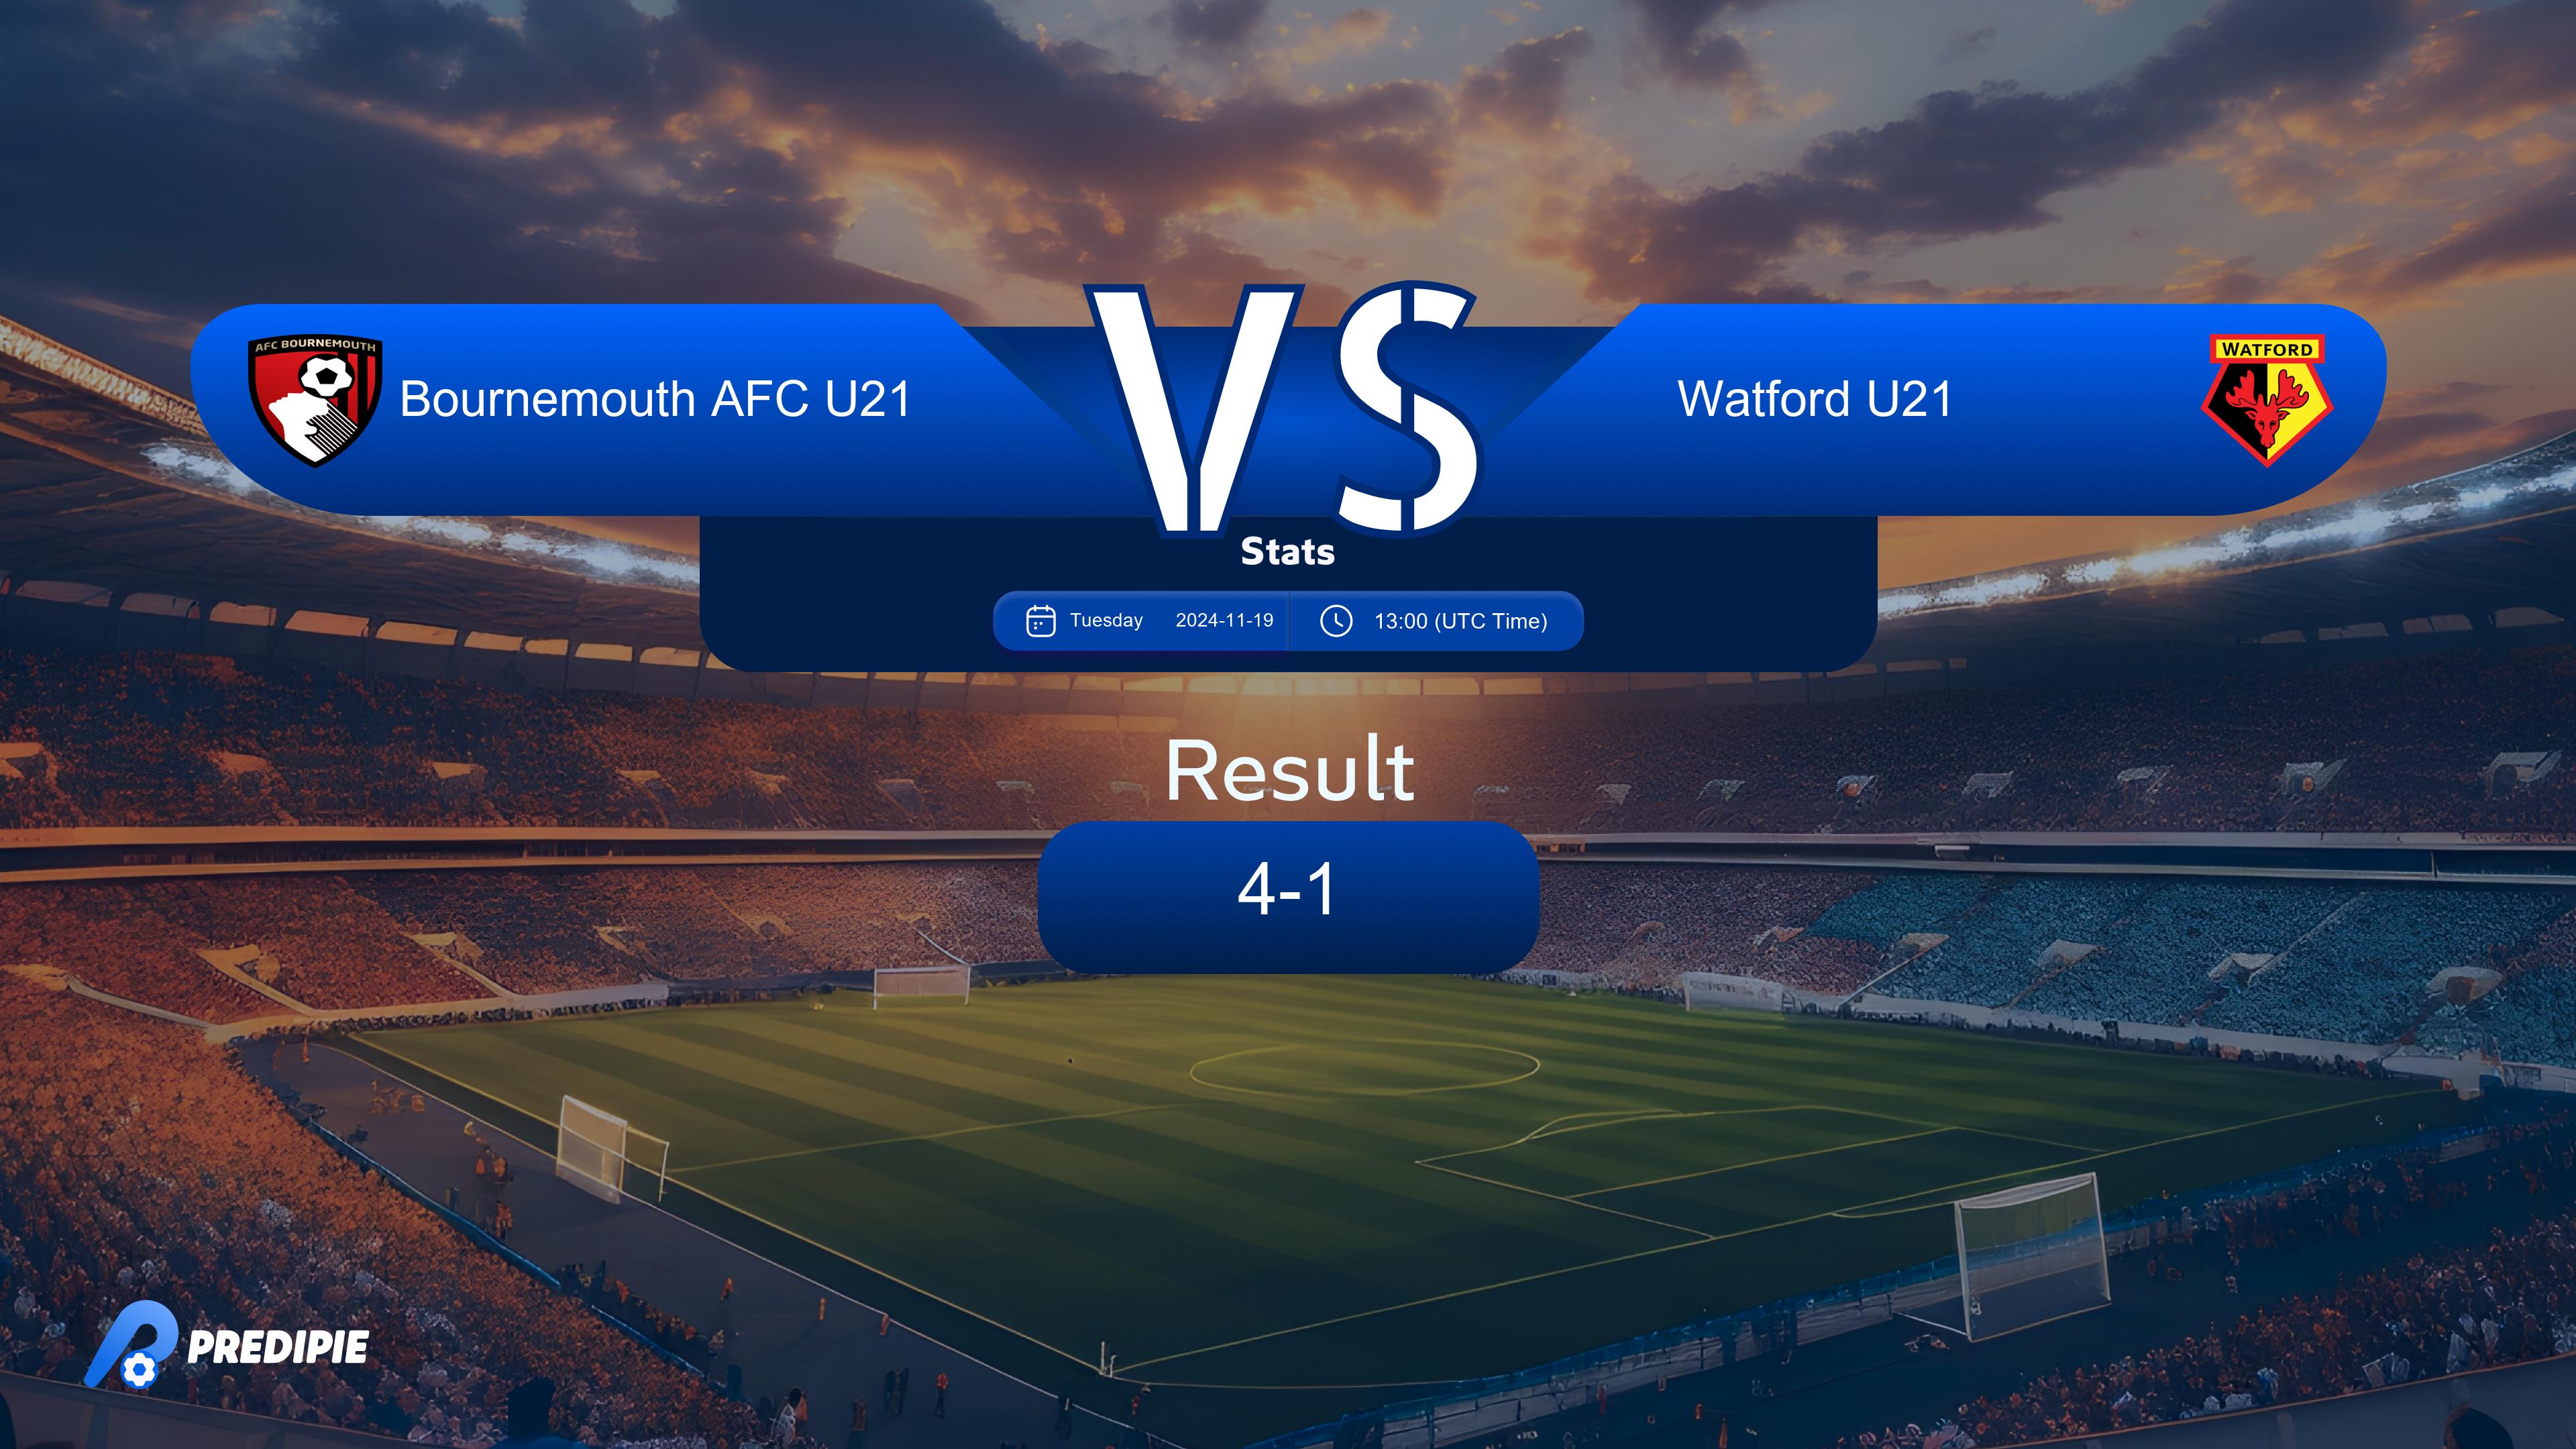 AFC BOURNEMOUTH
Bournemouth AFC U21
VS
Watford U21
WATFORD
Stats
Tuesday 2024-11-19 13:00 (UTC Time)
Result
4-1
PREDIPIE